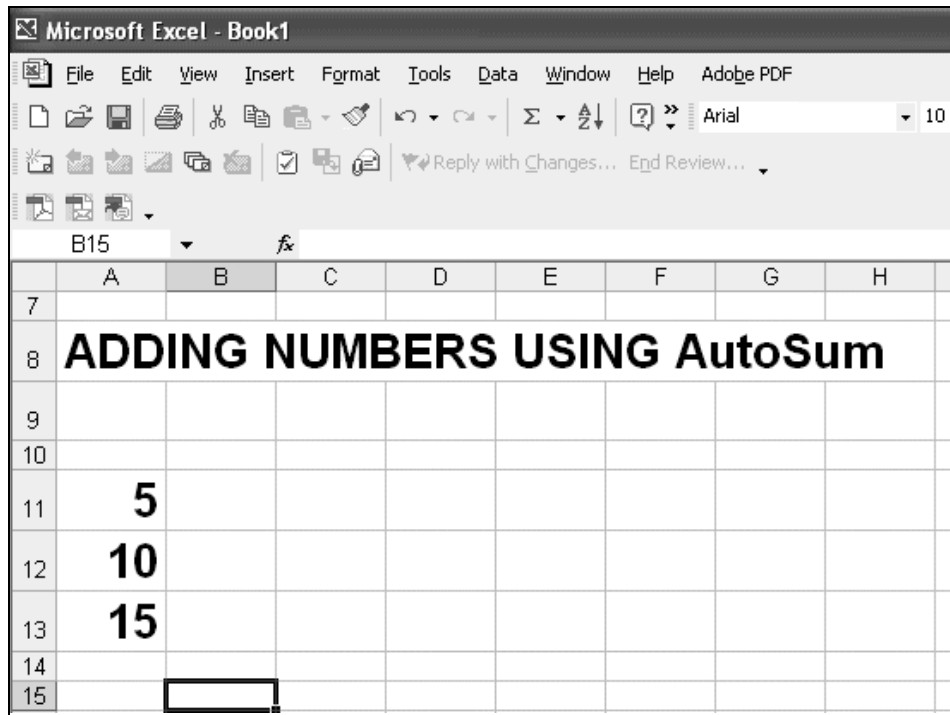 Microsoft Excel - Book1
File Edit View Insert Format Tools Data Window Help Adobe PDF
Arial 10
Reply with Changes... End Review...
B15 fx
A B C D E F G H
7
8 ADDING NUMBERS USING AutoSum
9
10
11 5
12 10
13 15
14
15